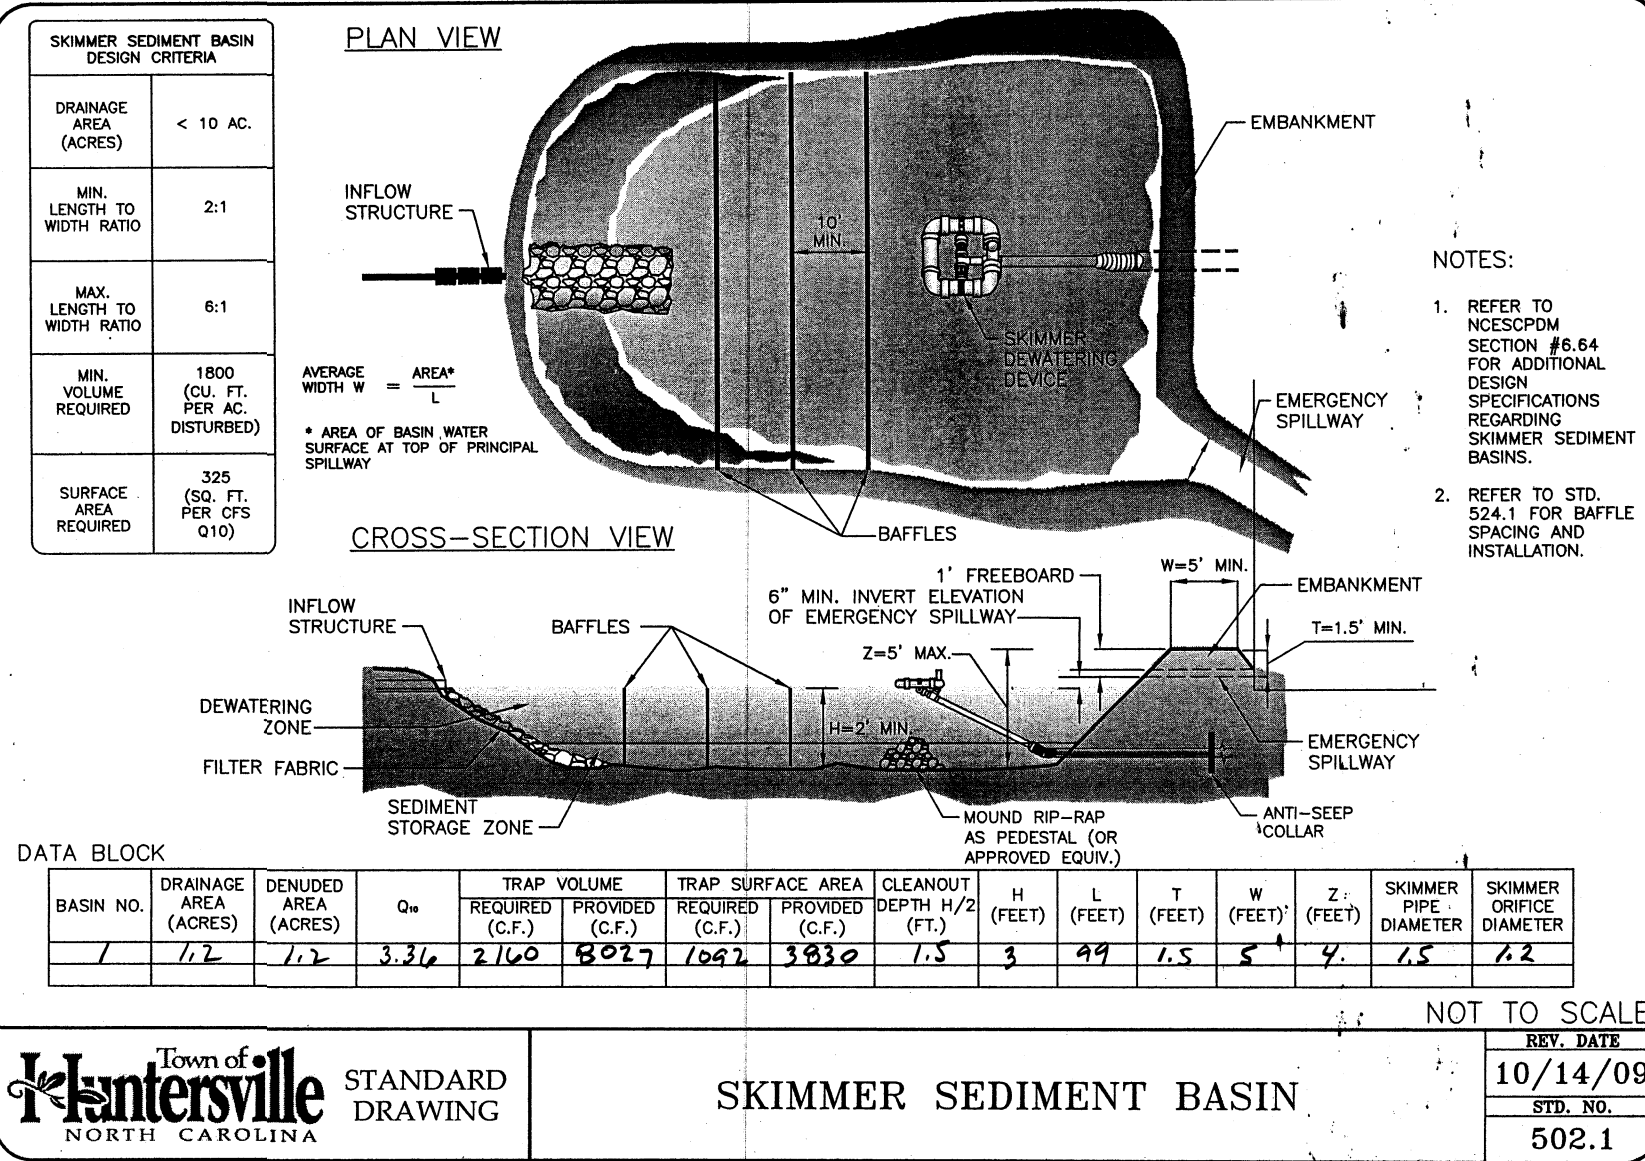 SKIMMER SEDIMENT BASIN
DESIGN CRITERIA
DRAINAGE
AREA
(ACRES)
< 10 AC.
MIN.
LENGTH TO
WIDTH RATIO
2:1
MAX.
LENGTH TO
WIDTH RATIO
6:1
MIN.
VOLUME
REQUIRED
1800
(CU. FT.
PER AC.
DISTURBED)
SURFACE
AREA
REQUIRED
325
(SQ. FT.
PER CFS
Q10)
PLAN VIEW
INFLOW
STRUCTURE
10'
MIN.
EMBANKMENT
SKIMMER
DEWATERING
DEVICE
AVERAGE
WIDTH W = AREA*
L
* AREA OF BASIN WATER
SURFACE AT TOP OF PRINCIPAL
SPILLWAY
EMERGENCY
SPILLWAY
BAFFLES
NOTES:
1. REFER TO
NCESCPDM
SECTION #6.64
FOR ADDITIONAL
DESIGN
SPECIFICATIONS
REGARDING
SKIMMER SEDIMENT
BASINS.
2. REFER TO STD.
524.1 FOR BAFFLE
SPACING AND
INSTALLATION.
CROSS-SECTION VIEW
INFLOW
STRUCTURE
BAFFLES
1' FREEBOARD
6" MIN. INVERT ELEVATION
OF EMERGENCY SPILLWAY
Z=5' MAX.
W=5' MIN.
EMBANKMENT
T=1.5' MIN.
DEWATERING
ZONE
H=2' MIN.
FILTER FABRIC
SEDIMENT
STORAGE ZONE
MOUND RIP-RAP
AS PEDESTAL (OR
APPROVED EQUIV.)
EMERGENCY
SPILLWAY
ANTI-SEEP
COLLAR
DATA BLOCK
BASIN NO.
DRAINAGE
AREA
(ACRES)
DENUDED
AREA
(ACRES)
Q10
TRAP VOLUME
REQUIRED
(C.F.)
PROVIDED
(C.F.)
TRAP SURFACE AREA
REQUIRED
(C.F.)
PROVIDED
(C.F.)
CLEANOUT
DEPTH H/2
(FT.)
H
(FEET)
L
(FEET)
T
(FEET)
W
(FEET)
Z
(FEET)
SKIMMER
PIPE
DIAMETER
SKIMMER
ORIFICE
DIAMETER
1 1.2 1.2 3.36 2160 8027 1092 3830 1.5 3 99 1.5 5 4. 1.5 1.2
NOT TO SCALE
Town of
Huntersville
NORTH CAROLINA
STANDARD
DRAWING
SKIMMER SEDIMENT BASIN
REV. DATE
10/14/09
STD. NO.
502.1